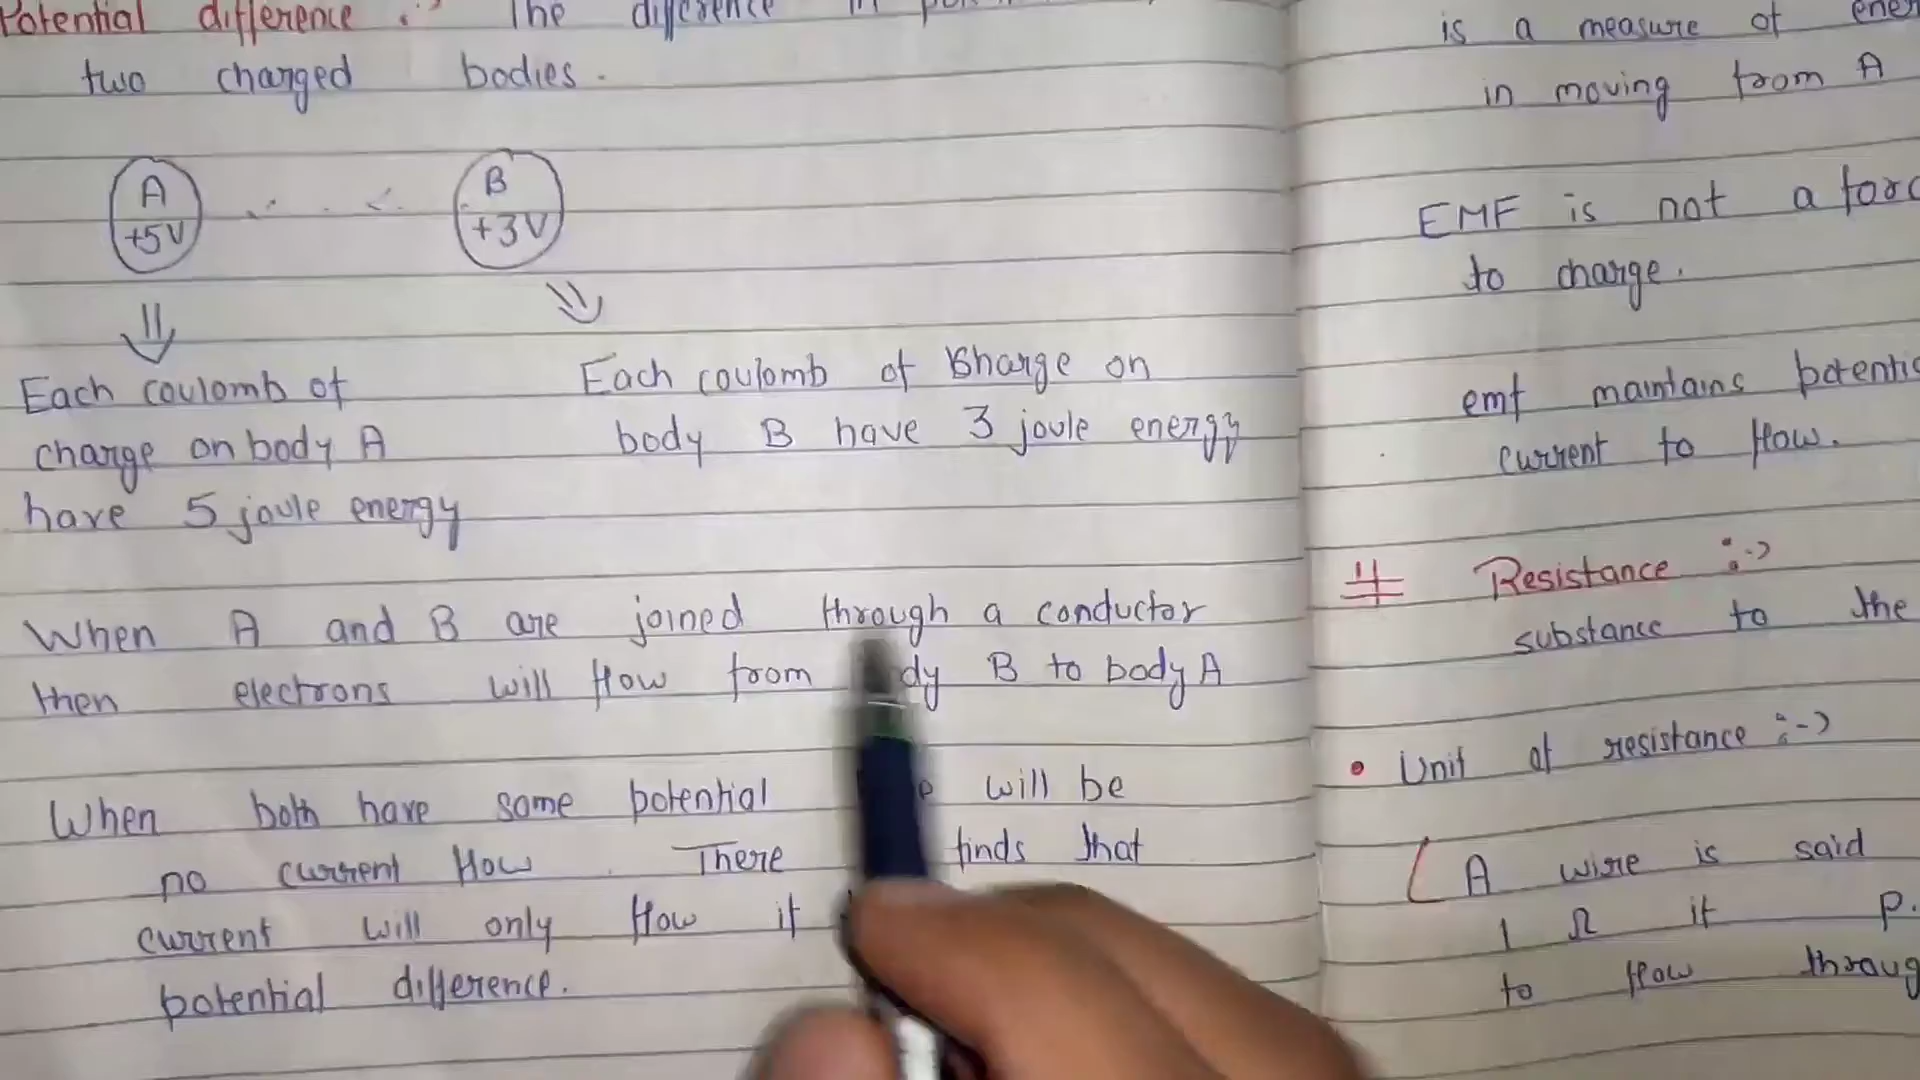 Potential difference :- The difference in
two charged bodies.
A
+5V
B
+3V
Each coulomb of
charge on body A
have 5 joule energy
Each coulomb of charge on
body B have 3 joule energy
When A and B are joined through a conductor
then electrons will flow from body B to body A
When both have same potential will be
no current flow. There finds that
current will only flow if
potential difference.
is a measure of
in moving from A
EMF is not a
to charge.
emf maintains
current to flow.
# Resistance :->
substance to the
• Unit of resistance :->
A wire is said
1 Ω if P.
to flow